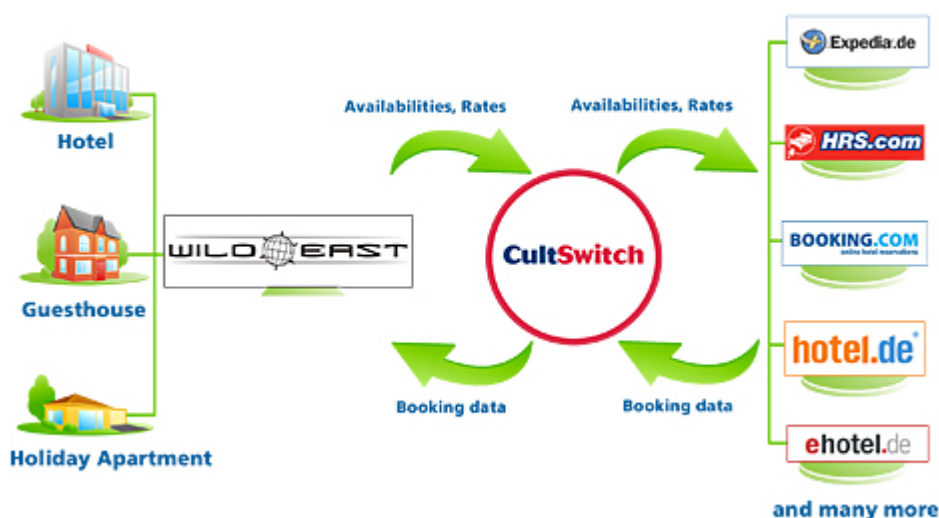 Hotel
Guesthouse
Holiday Apartment
WILD EAST
Availabilities, Rates
Booking data
CultSwitch
Availabilities, Rates
Booking data
Expedia.de
HRS.com
BOOKING.COM
online hotel reservations
hotel.de
ehotel.de
and many more